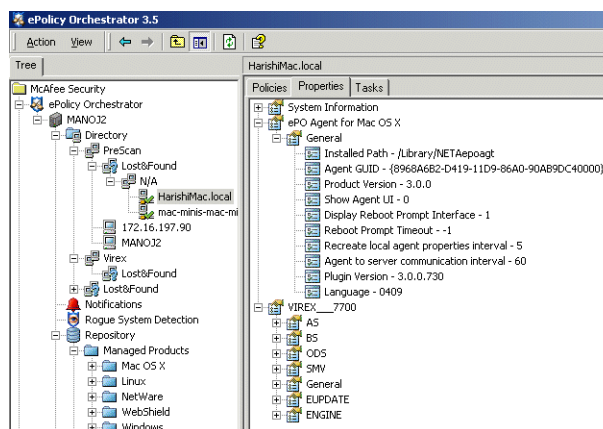 ePolicy Orchestrator 3.5
Action View
Tree
HarishiMac.local
McAfee Security
ePolicy Orchestrator
MANOJ2
Directory
PreScan
Lost&Found
N/A
HarishiMac.local
mac-minis-mac-mi
172.16.197.90
MANOJ2
Virex
Lost&Found
Lost&Found
Notifications
Rogue System Detection
Repository
Managed Products
Mac OS X
Linux
NetWare
WebShield
Windows
Policies Properties Tasks
System Information
ePO Agent for Mac OS X
General
Installed Path - /Library/NETAepoagt
Agent GUID - {8968A6B2-D419-11D9-86A0-90AB9DC40000}
Product Version - 3.0.0
Show Agent UI - 0
Display Reboot Prompt Interface - 1
Reboot Prompt Timeout - -1
Recreate local agent properties interval - 5
Agent to server communication interval - 60
Plugin Version - 3.0.0.730
Language - 0409
VIREX___7700
AS
BS
ODS
SMV
General
EUPDATE
ENGINE